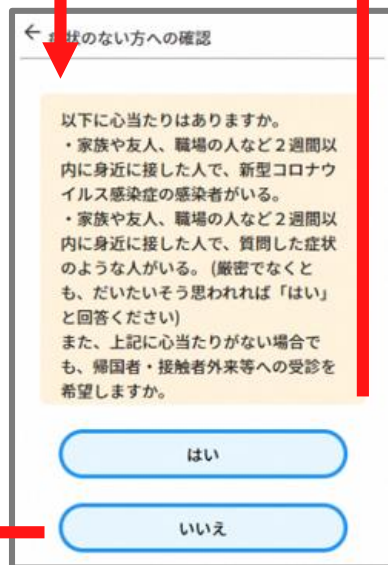 ← 症状のない方への確認
以下に心当たりはありますか。
・家族や友人、職場の人など２週間以
内に身近に接した人で、新型コロナウ
イルス感染症の感染者がいる。
・家族や友人、職場の人など２週間以
内に身近に接した人で、質問した症状
のような人がいる。 (厳密でなくと
も、だいたいそう思われれば「はい」
と回答ください)
また、上記に心当たりがない場合で
も、帰国者・接触者外来等への受診を
希望しますか。
はい
いいえ